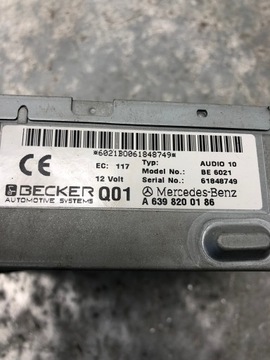 *6021B0061848749*
CE
EC: 117
Typ: AUDIO 10
Model No.: BE 6021
12 Volt
Serial No.: 61848749
BECKER
AUTOMOTIVE SYSTEMS
Q01
Mercedes-Benz
A 639 820 01 86